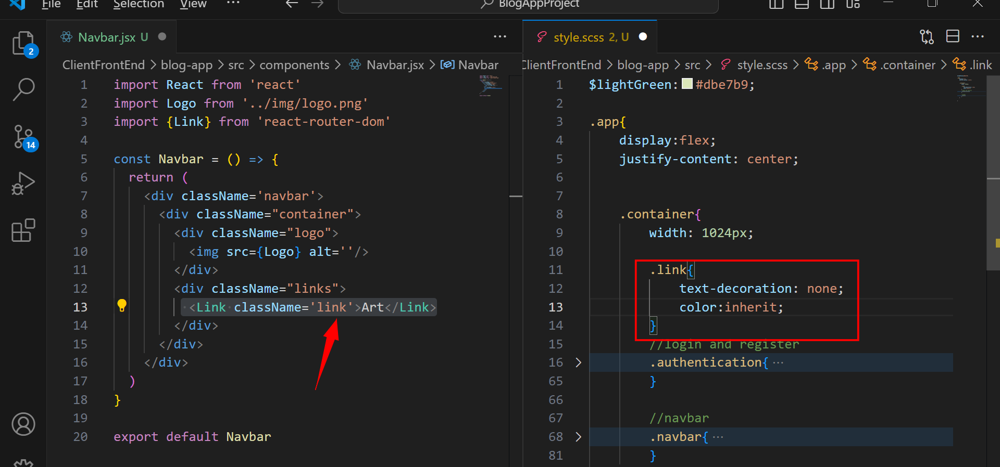 File Edit Selection View ··· BlogAppProject
Navbar.jsx U
style.scss 2, U
2
14
ClientFrontEnd > blog-app > src > components > Navbar.jsx > Navbar
1 import React from 'react'
2 import Logo from '../img/logo.png'
3 import {Link} from 'react-router-dom'
4
5 const Navbar = () => {
6 return (
7 <div className='navbar'>
8 <div className="container">
9 <div className="logo">
10 <img src={Logo} alt=''/>
11 </div>
12 <div className="links">
13 <Link className='link'>Art</Link>
14 </div>
15 </div>
16 </div>
17 )
18 }
19
20 export default Navbar
ClientFrontEnd > blog-app > src > style.scss > .app > .container > .link
1 $lightGreen: #dbe7b9;
2
3 .app{
4 display:flex;
5 justify-content: center;
6
7
8 .container{
9 width: 1024px;
10
11 .link{
12 text-decoration: none;
13 color:inherit;
14 }
15 //login and register
16 > .authentication{ ···
65 }
66
67 //navbar
68 > .navbar{ ···
81 }